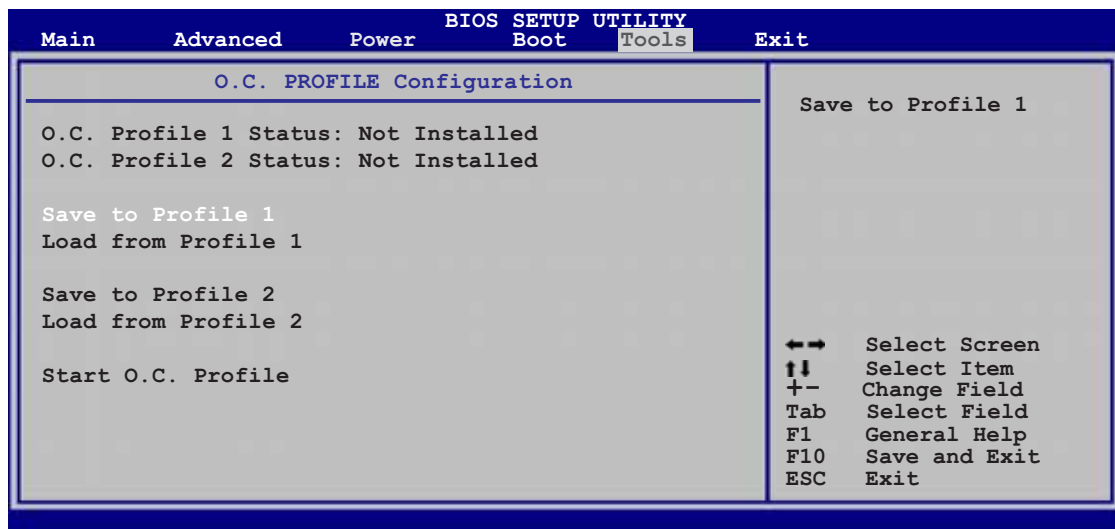 BIOS SETUP UTILITY
Main Advanced Power Boot Tools Exit
O.C. PROFILE Configuration
O.C. Profile 1 Status: Not Installed
O.C. Profile 2 Status: Not Installed
Save to Profile 1
Load from Profile 1
Save to Profile 2
Load from Profile 2
Start O.C. Profile
Save to Profile 1
←→ Select Screen
↑↓ Select Item
+- Change Field
Tab Select Field
F1 General Help
F10 Save and Exit
ESC Exit